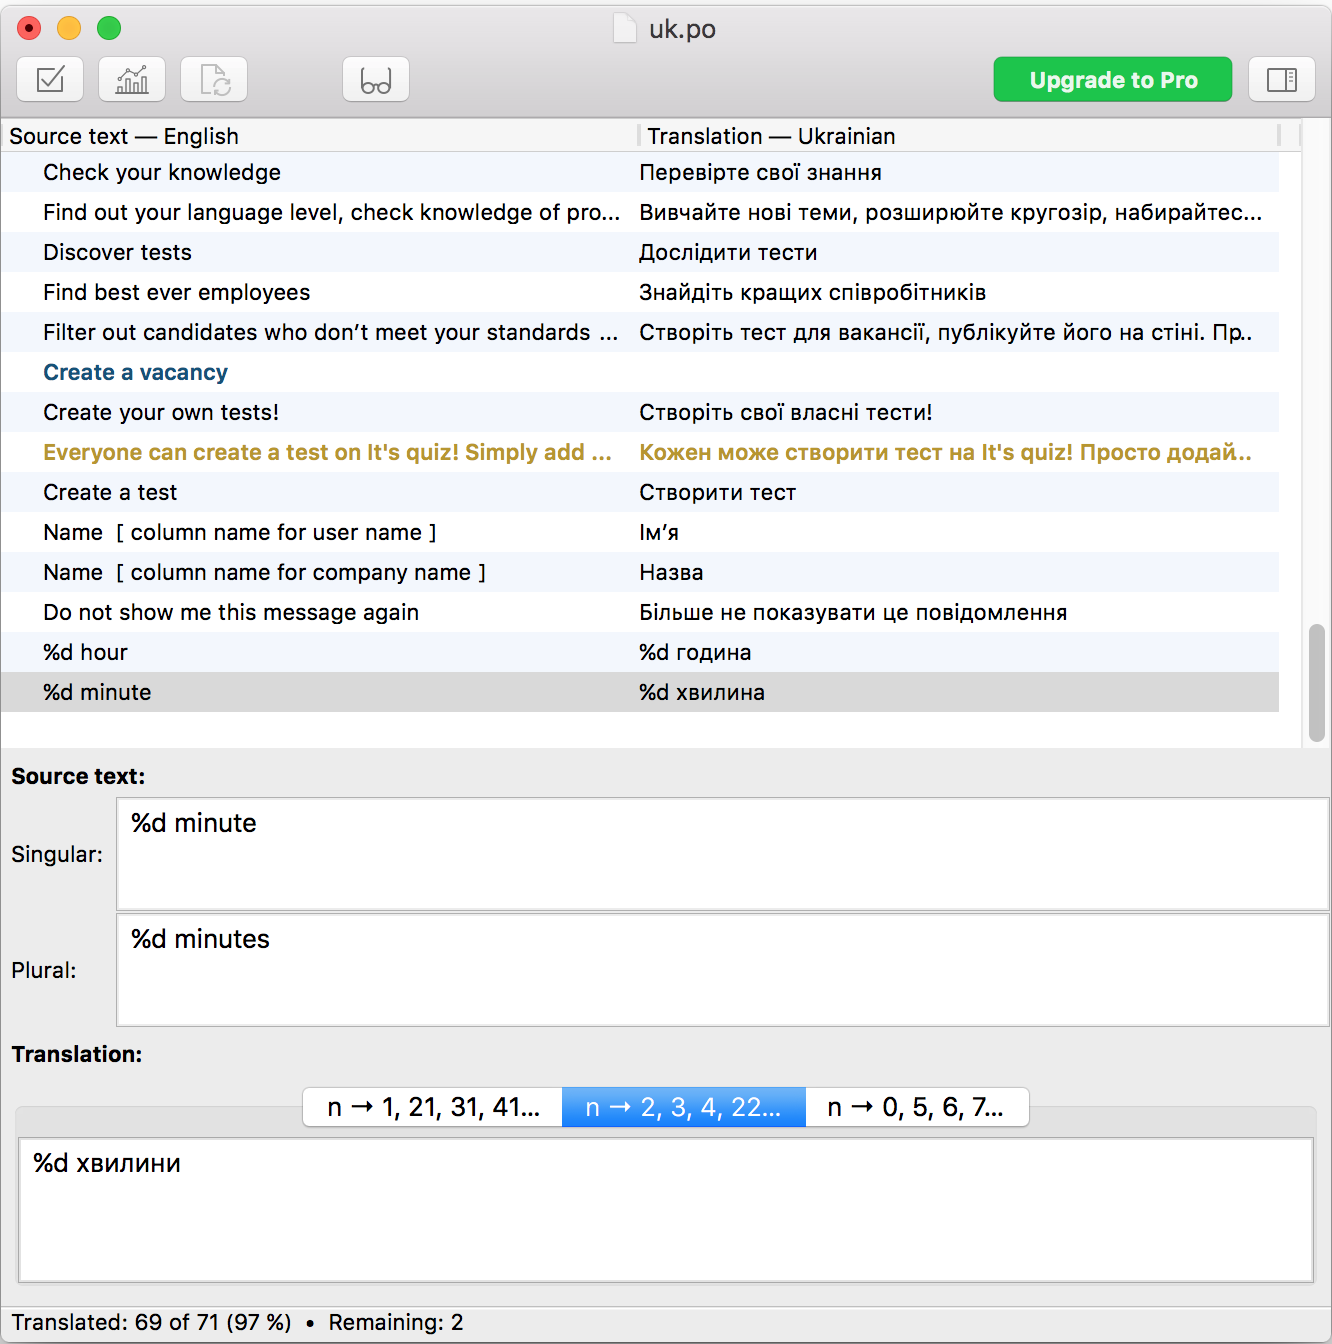 uk.po
Upgrade to Pro
Source text — English
Translation — Ukrainian
Check your knowledge
Перевірте свої знання
Find out your language level, check knowledge of pro...
Вивчайте нові теми, розширюйте кругозір, набирайтес...
Discover tests
Дослідити тести
Find best ever employees
Знайдіть кращих співробітників
Filter out candidates who don’t meet your standards ...
Створіть тест для вакансії, публікуйте його на стіні. Пр..
Create a vacancy
Create your own tests!
Створіть свої власні тести!
Everyone can create a test on It's quiz! Simply add ...
Кожен може створити тест на It's quiz! Просто додай..
Create a test
Створити тест
Name [ column name for user name ]
Ім’я
Name [ column name for company name ]
Назва
Do not show me this message again
Більше не показувати це повідомлення
%d hour
%d година
%d minute
%d хвилина
Source text:
Singular:
%d minute
Plural:
%d minutes
Translation:
n → 1, 21, 31, 41...
n → 2, 3, 4, 22...
n → 0, 5, 6, 7...
%d хвилини
Translated: 69 of 71 (97 %) • Remaining: 2